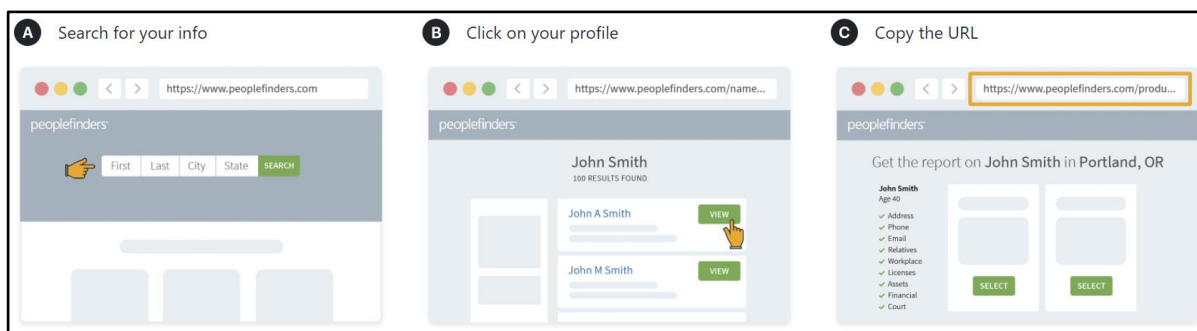 A Search for your info
https://www.peoplefinders.com
peoplefinders
First Last City State SEARCH
B Click on your profile
https://www.peoplefinders.com/name...
peoplefinders
John Smith
100 RESULTS FOUND
John A Smith VIEW
John M Smith VIEW
C Copy the URL
https://www.peoplefinders.com/produ...
peoplefinders
Get the report on John Smith in Portland, OR
John Smith
Age 40
✓ Address
✓ Phone
✓ Email
✓ Relatives
✓ Workplace
✓ Licenses
✓ Assets
✓ Financial
✓ Court
SELECT SELECT